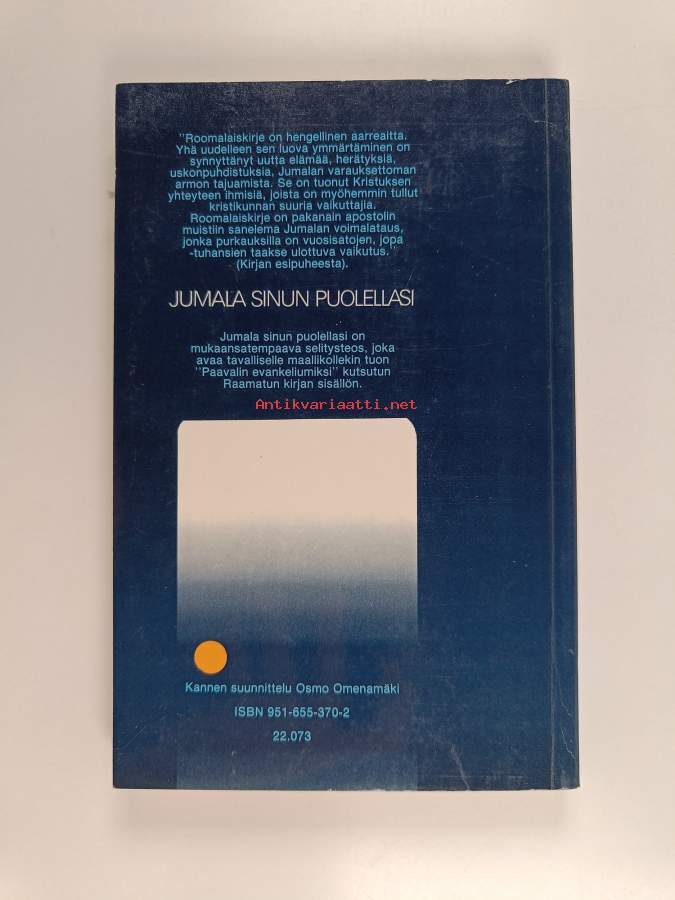 "Roomalaiskirje on hengellinen aarreaitta.
Yhä uudelleen sen luova ymmärtäminen on
synnyttänyt uutta elämää, herätyksiä,
uskonpuhdistuksia, Jumalan varauksettoman
armon tajuamista. Se on tuonut Kristuksen
yhteyteen ihmisiä, joista on myöhemmin tullut
kristikunnan suuria vaikuttajia.
Roomalaiskirje on pakanain apostolin
muistiin sanelema Jumalan voimalataus,
jonka purkauksilla on vuosisatojen, jopa
-tuhansien taakse ulottuva vaikutus."
(Kirjan esipuheesta).
JUMALA SINUN PUOLELLASI
Jumala sinun puolellasi on
mukaansatempaava selitysteos, joka
avaa tavalliselle maallikollekin tuon
"Paavalin evankeliumiksi" kutsutun
Raamatun kirjan sisällön.
Antikvariaatti.net
Kannen suunnittelu Osmo Omenamäki
ISBN 951-655-370-2
22.073